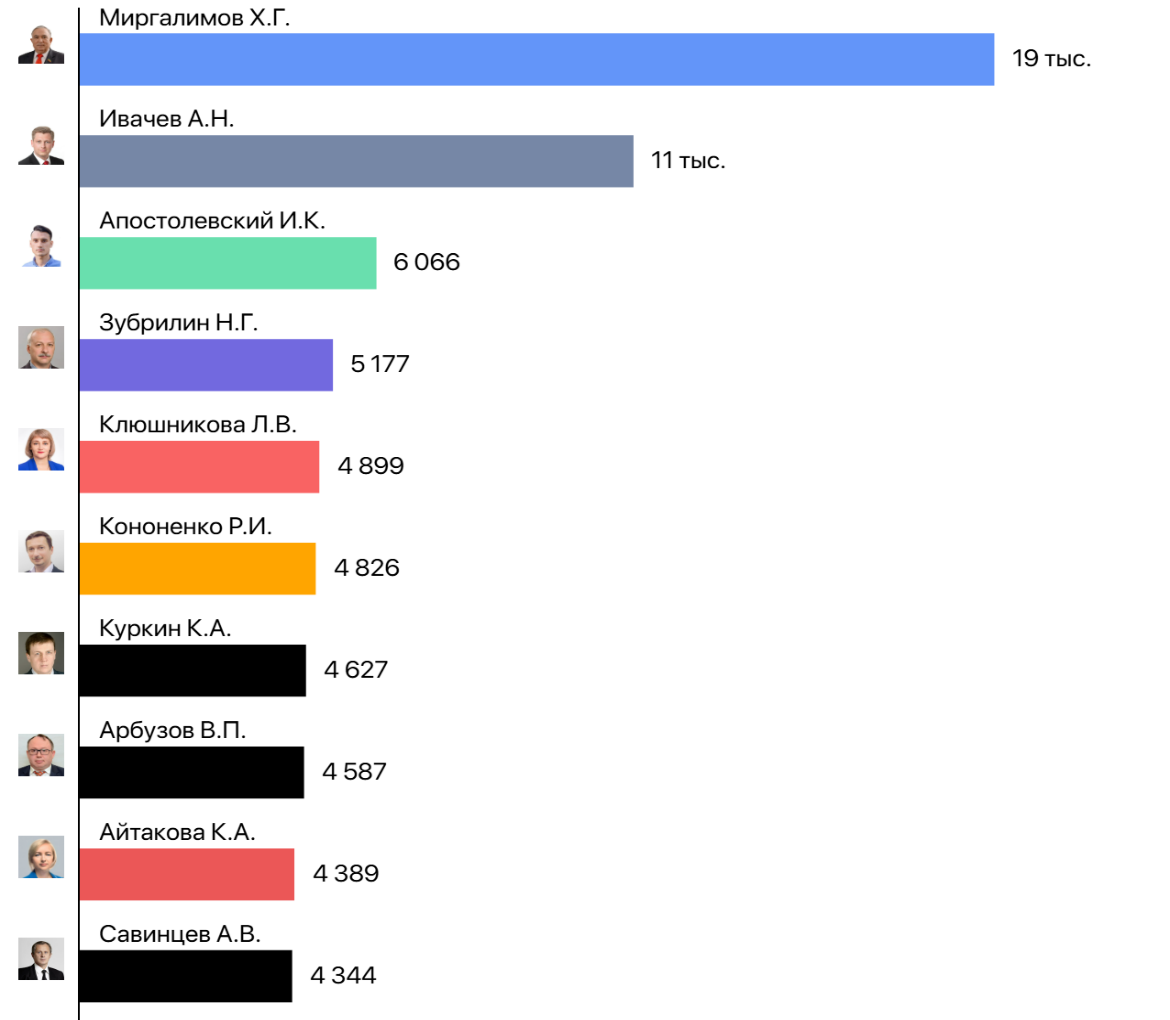 Миргалимов Х.Г.
19 тыс.
Ивачев А.Н.
11 тыс.
Апостолевский И.К.
6 066
Зубрилин Н.Г.
5 177
Клюшникова Л.В.
4 899
Кононенко Р.И.
4 826
Куркин К.А.
4 627
Арбузов В.П.
4 587
Айтакова К.А.
4 389
Савинцев А.В.
4 344